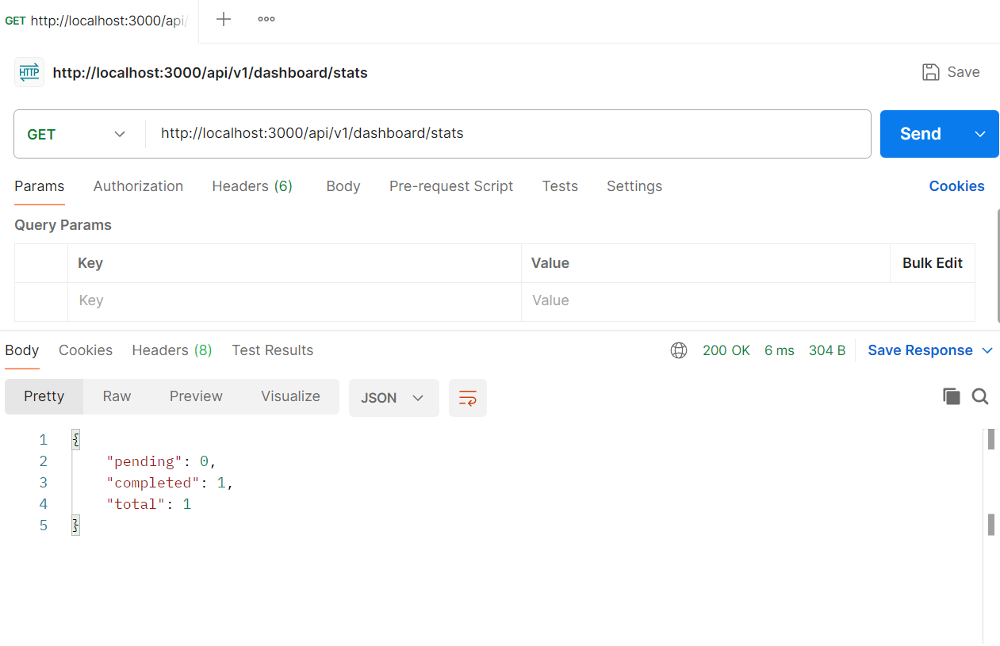 GET http://localhost:3000/api/
HTTP http://localhost:3000/api/v1/dashboard/stats Save
GET http://localhost:3000/api/v1/dashboard/stats Send
Params Authorization Headers (6) Body Pre-request Script Tests Settings Cookies
Query Params
Key Value Bulk Edit
Key Value
Body Cookies Headers (8) Test Results 200 OK 6 ms 304 B Save Response
Pretty Raw Preview Visualize JSON
1 {
2 "pending": 0,
3 "completed": 1,
4 "total": 1
5 }